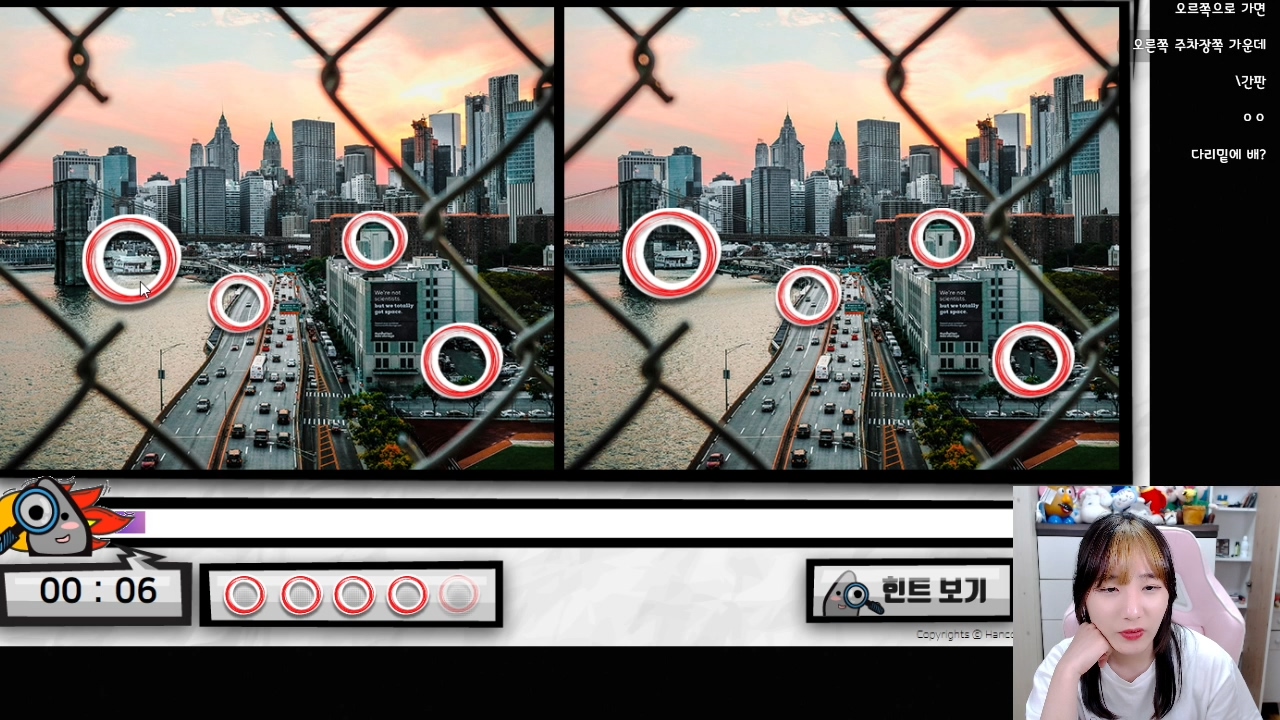 오르쪽으로 가면
오른쪽 주차장쪽 가운데
\간판
ㅇㅇ
다리밑에 배?
We're not
scientists.
but we totally
got space.
We're not
scientists.
but we totally
got space.
00 : 06
힌트 보기
Copyrights ⓒ Hanc